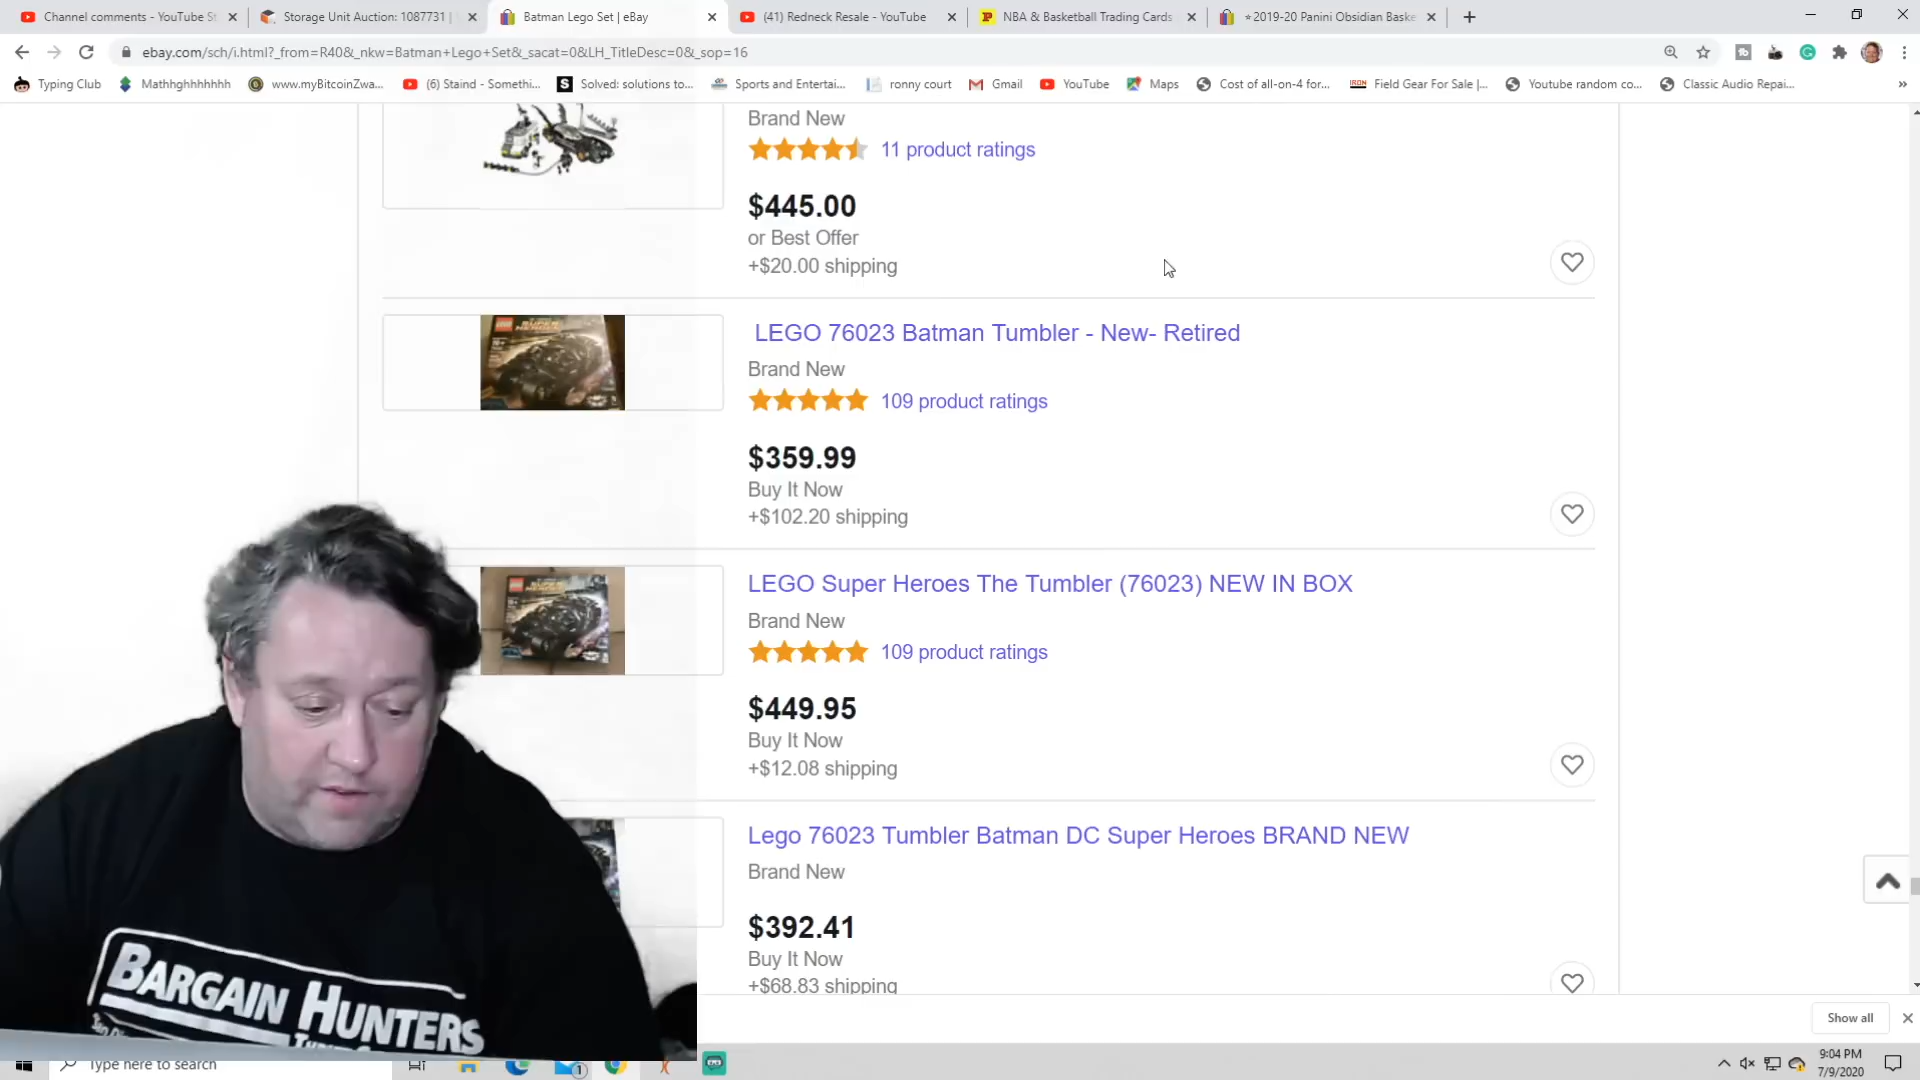 Channel comments - YouTube St
Storage Unit Auction: 1087731 |
Batman Lego Set | eBay
(41) Redneck Resale - YouTube
NBA & Basketball Trading Cards
2019-20 Panini Obsidian Baske
ebay.com/sch/i.html?_from=R40&_nkw=Batman+Lego+Set&_sacat=0&LH_TitleDesc=0&_sop=16
Typing Club
Mathhghhhhhhh
www.myBitcoinZwa...
(6) Staind - Somethi...
Solved: solutions to...
Sports and Entertai...
ronny court
Gmail
YouTube
Maps
Cost of all-on-4 for...
Field Gear For Sale |...
Youtube random co...
Classic Audio Repai...
Brand New
11 product ratings
$445.00
or Best Offer
+$20.00 shipping
LEGO 76023 Batman Tumbler - New- Retired
Brand New
109 product ratings
$359.99
Buy It Now
+$102.20 shipping
LEGO Super Heroes The Tumbler (76023) NEW IN BOX
Brand New
109 product ratings
$449.95
Buy It Now
+$12.08 shipping
Lego 76023 Tumbler Batman DC Super Heroes BRAND NEW
Brand New
$392.41
Buy It Now
+$68.83 shipping
BARGAIN HUNTERS
Show all
Type here to search
1
9:04 PM
7/9/2020